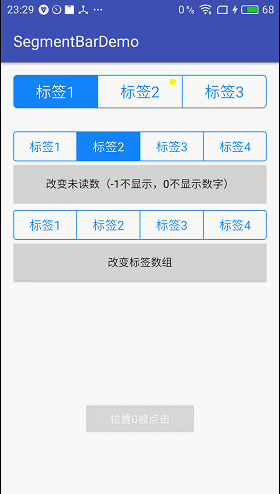 23:29 ··· 0% 68
SegmentBarDemo
标签1 标签2 标签3
标签1 标签2 标签3 标签4
改变未读数（-1不显示，0不显示数字）
标签1 标签2 标签3 标签4
改变标签数组
位置0被点击